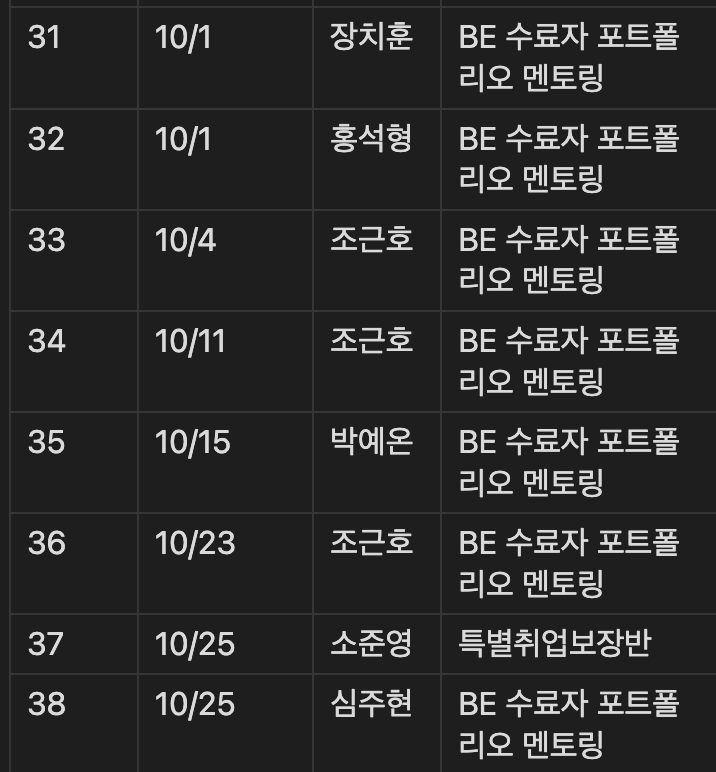 31 10/1 장치훈 BE 수료자 포트폴
리오 멘토링
32 10/1 홍석형 BE 수료자 포트폴
리오 멘토링
33 10/4 조근호 BE 수료자 포트폴
리오 멘토링
34 10/11 조근호 BE 수료자 포트폴
리오 멘토링
35 10/15 박예온 BE 수료자 포트폴
리오 멘토링
36 10/23 조근호 BE 수료자 포트폴
리오 멘토링
37 10/25 소준영 특별취업보장반
38 10/25 심주현 BE 수료자 포트폴
리오 멘토링